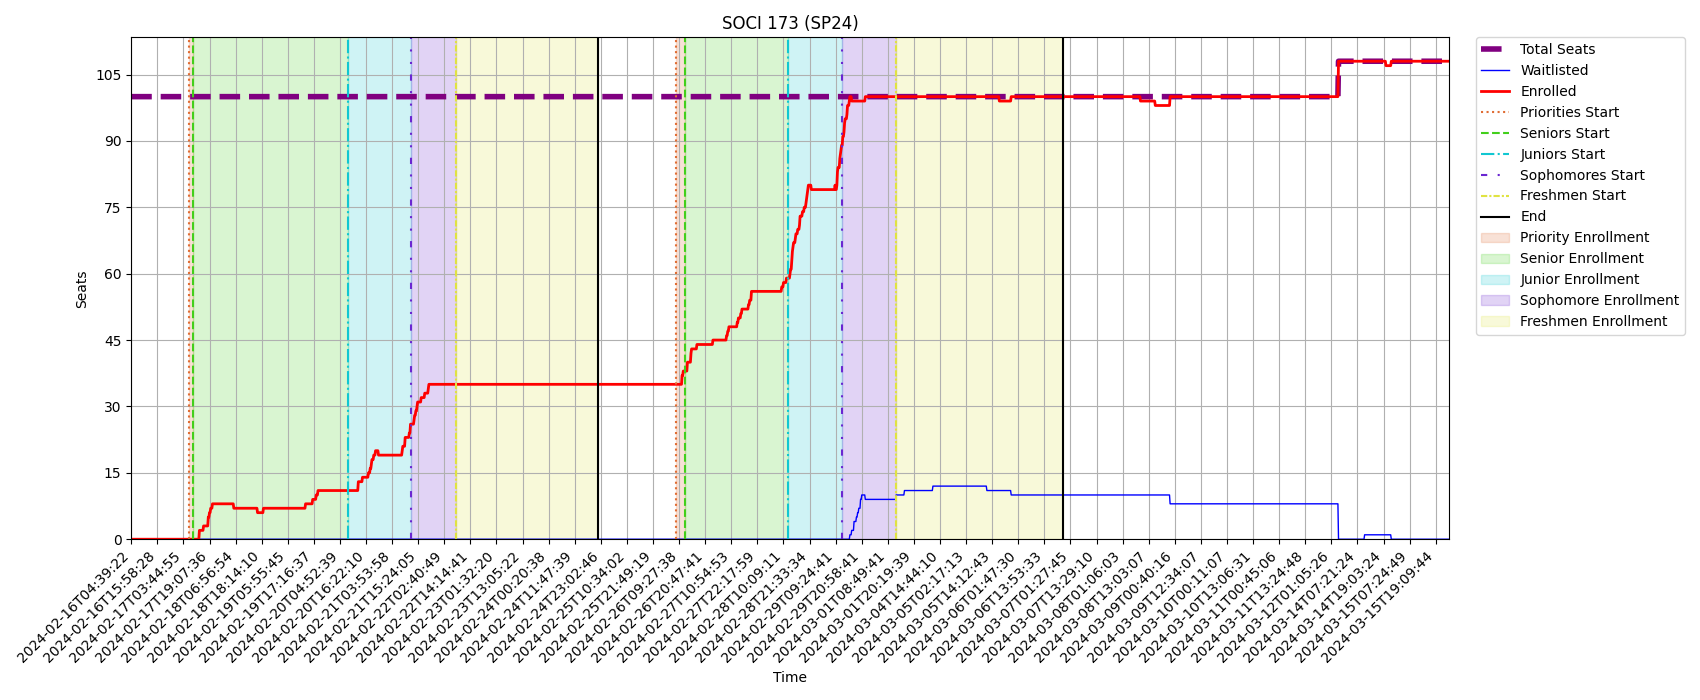 SOCI 173 (SP24)
Seats
105
90
75
60
45
30
15
0
2024-02-16T04:39:22
2024-02-16T15:58:28
2024-02-17T03:44:55
2024-02-17T19:07:36
2024-02-18T06:56:54
2024-02-18T18:14:10
2024-02-19T05:55:45
2024-02-19T17:16:37
2024-02-20T04:52:39
2024-02-20T16:22:10
2024-02-21T03:53:58
2024-02-21T15:24:05
2024-02-22T02:40:49
2024-02-22T14:14:41
2024-02-23T01:32:20
2024-02-23T13:05:22
2024-02-24T00:20:38
2024-02-24T11:47:39
2024-02-24T23:02:46
2024-02-25T10:34:02
2024-02-25T21:49:19
2024-02-26T09:27:38
2024-02-26T20:47:41
2024-02-27T10:54:53
2024-02-27T22:17:59
2024-02-28T10:09:11
2024-02-28T21:33:34
2024-02-29T09:24:41
2024-02-29T20:58:41
2024-03-01T08:49:41
2024-03-01T20:19:39
2024-03-04T14:44:10
2024-03-05T02:17:13
2024-03-05T14:12:43
2024-03-06T01:47:30
2024-03-06T13:53:33
2024-03-07T01:27:45
2024-03-07T13:29:10
2024-03-08T01:06:03
2024-03-08T13:03:07
2024-03-09T00:40:16
2024-03-09T12:34:07
2024-03-10T00:11:07
2024-03-10T13:06:31
2024-03-11T00:45:06
2024-03-11T13:24:48
2024-03-12T01:05:26
2024-03-14T07:21:24
2024-03-14T19:03:24
2024-03-15T07:24:49
2024-03-15T19:09:44
Time
Total Seats
Waitlisted
Enrolled
Priorities Start
Seniors Start
Juniors Start
Sophomores Start
Freshmen Start
End
Priority Enrollment
Senior Enrollment
Junior Enrollment
Sophomore Enrollment
Freshmen Enrollment